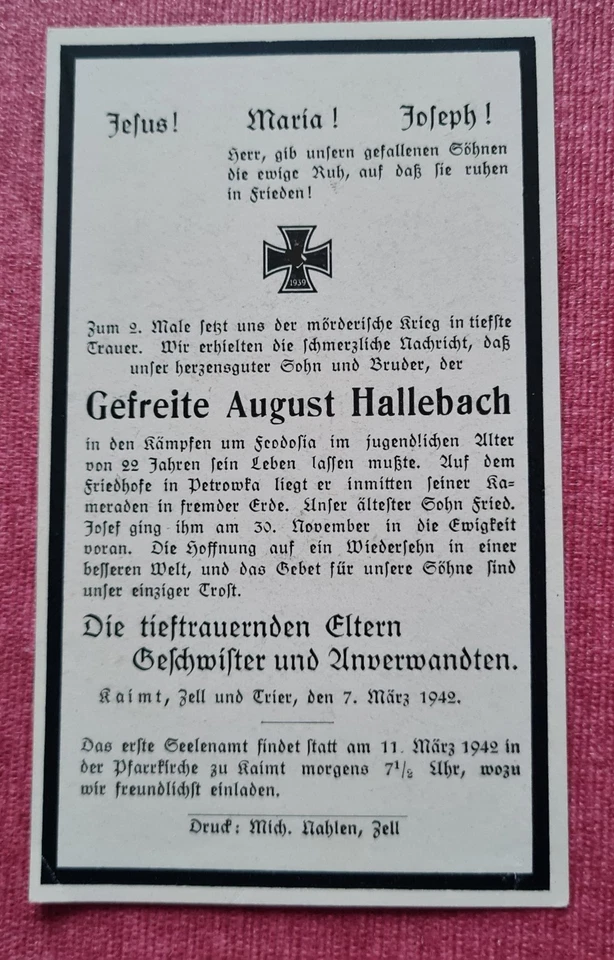 Jesus! Maria! Joseph!
Herr, gib unsern gefallenen Söhnen
die ewige Ruh, auf daß sie ruhen
in Frieden!
1939
Zum 2. Male setzt uns der mörderische Krieg in tiefste
Trauer. Wir erhielten die schmerzliche Nachricht, daß
unser herzensguter Sohn und Bruder, der
Gefreite August Hallebach
in den Kämpfen um Feodosia im jugendlichen Alter
von 22 Jahren sein Leben lassen mußte. Auf dem
Friedhofe in Petrowka liegt er inmitten seiner Ka-
meraden in fremder Erde. Unser ältester Sohn Fried.
Josef ging ihm am 30. November in die Ewigkeit
voran. Die Hoffnung auf ein Wiedersehn in einer
besseren Welt, und das Gebet für unsere Söhne sind
unser einziger Trost.
Die tieftrauernden Eltern
Geschwister und Anverwandten.
Kaimt, Zell und Trier, den 7. März 1942.
Das erste Seelenamt findet statt am 11. März 1942 in
der Pfarrkirche zu Kaimt morgens 7½ Uhr, wozu
wir freundlichst einladen.
Druck: Mich. Nahlen, Zell